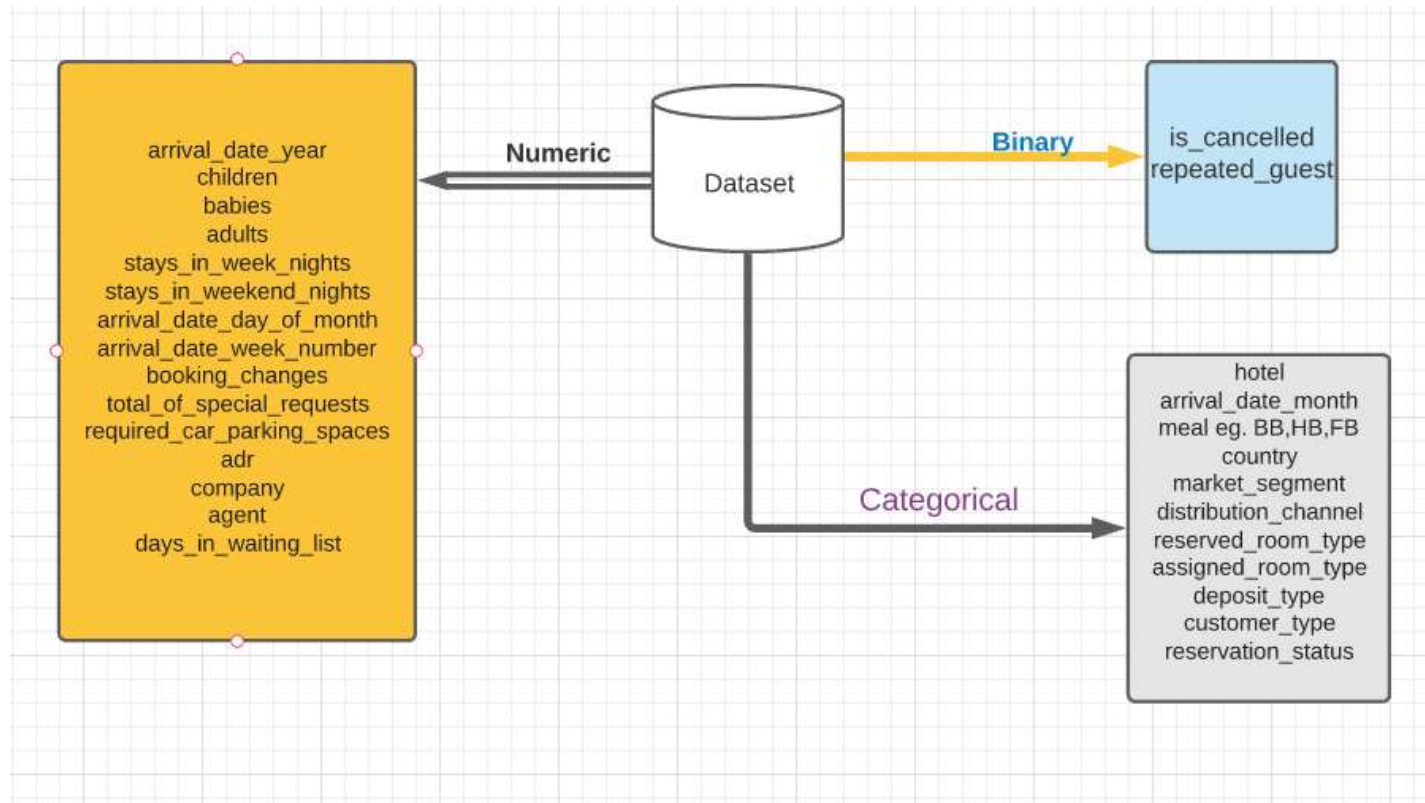 arrival_date_year
children
babies
adults
stays_in_week_nights
stays_in_weekend_nights
arrival_date_day_of_month
arrival_date_week_number
booking_changes
total_of_special_requests
required_car_parking_spaces
adr
company
agent
days_in_waiting_list
Numeric
Dataset
Binary
is_cancelled
repeated_guest
Categorical
hotel
arrival_date_month
meal eg. BB,HB,FB
country
market_segment
distribution_channel
reserved_room_type
assigned_room_type
deposit_type
customer_type
reservation_status